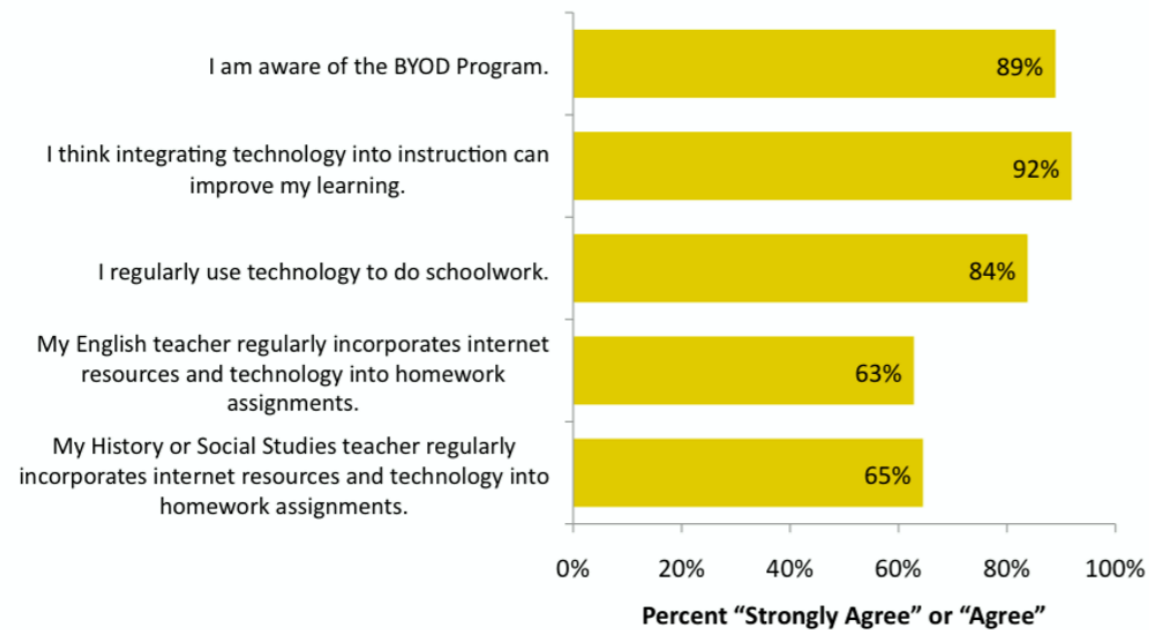 I am aware of the BYOD Program.
89%
I think integrating technology into instruction can
improve my learning.
92%
I regularly use technology to do schoolwork.
84%
My English teacher regularly incorporates internet
resources and technology into homework
assignments.
63%
My History or Social Studies teacher regularly
incorporates internet resources and technology into
homework assignments.
65%
0% 20% 40% 60% 80% 100%
Percent “Strongly Agree” or “Agree”